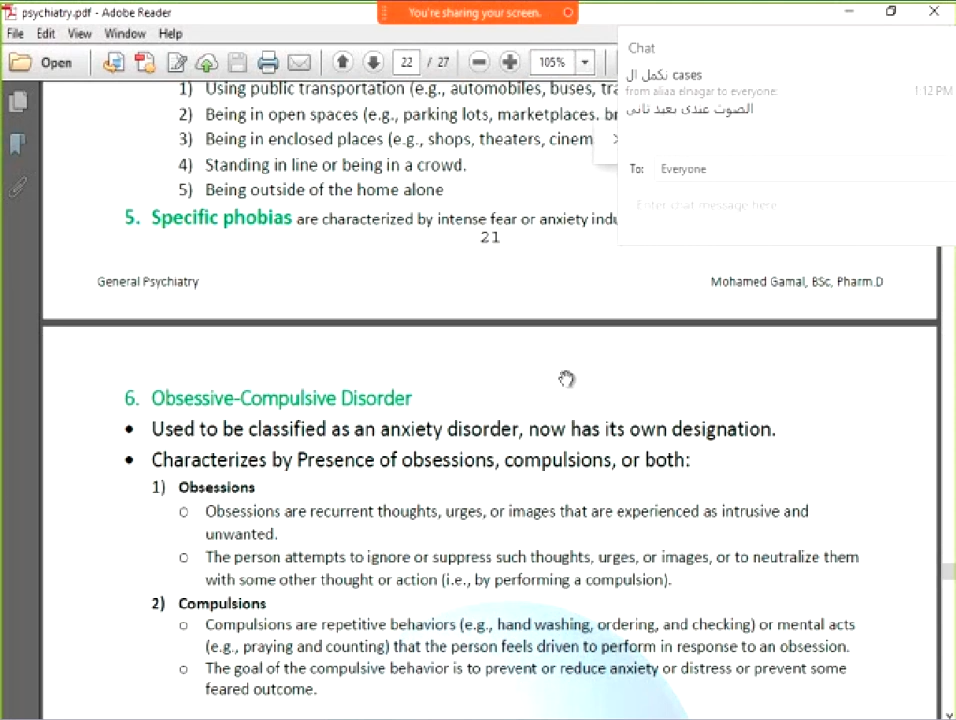 psychiatry.pdf - Adobe Reader
You're sharing your screen.
File Edit View Window Help
Open
22 / 27
105%
Chat
نكمل ال cases
from aliaa elnagar to everyone:
1:12 PM
الصوت عندى بعيد تانى
To: Everyone
Enter chat message here
1) Using public transportation (e.g., automobiles, buses,
2) Being in open spaces (e.g., parking lots, marketplaces.
3) Being in enclosed places (e.g., shops, theaters,
4) Standing in line or being in a crowd.
5) Being outside of the home alone
5. Specific phobias are characterized by intense fear or anxiety
21
General Psychiatry
Mohamed Gamal, BSc, Pharm.D
6. Obsessive-Compulsive Disorder
• Used to be classified as an anxiety disorder, now has its own designation.
• Characterizes by Presence of obsessions, compulsions, or both:
1) Obsessions
o Obsessions are recurrent thoughts, urges, or images that are experienced as intrusive and
unwanted.
o The person attempts to ignore or suppress such thoughts, urges, or images, or to neutralize them
with some other thought or action (i.e., by performing a compulsion).
2) Compulsions
o Compulsions are repetitive behaviors (e.g., hand washing, ordering, and checking) or mental acts
(e.g., praying and counting) that the person feels driven to perform in response to an obsession.
o The goal of the compulsive behavior is to prevent or reduce anxiety or distress or prevent some
feared outcome.